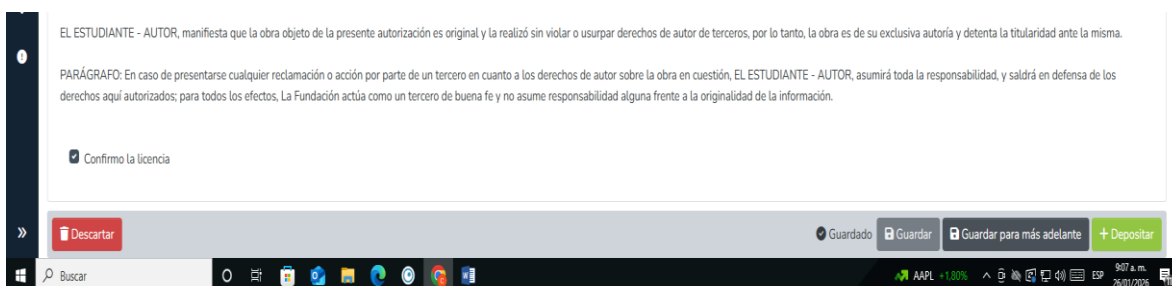 EL ESTUDIANTE - AUTOR, manifiesta que la obra objeto de la presente autorización es original y la realizó sin violar o usurpar derechos de autor de terceros, por lo tanto, la obra es de su exclusiva autoría y detenta la titularidad ante la misma.
PARÁGRAFO: En caso de presentarse cualquier reclamación o acción por parte de un tercero en cuanto a los derechos de autor sobre la obra en cuestión, EL ESTUDIANTE - AUTOR, asumirá toda la responsabilidad, y saldrá en defensa de los
derechos aquí autorizados; para todos los efectos, La Fundación actúa como un tercero de buena fe y no asume responsabilidad alguna frente a la originalidad de la información.
Confirmo la licencia
Descartar Guardado Guardar Guardar para más adelante + Depositar
Buscar AAPL +1,80% ESP 9:07 a. m.
26/01/2026